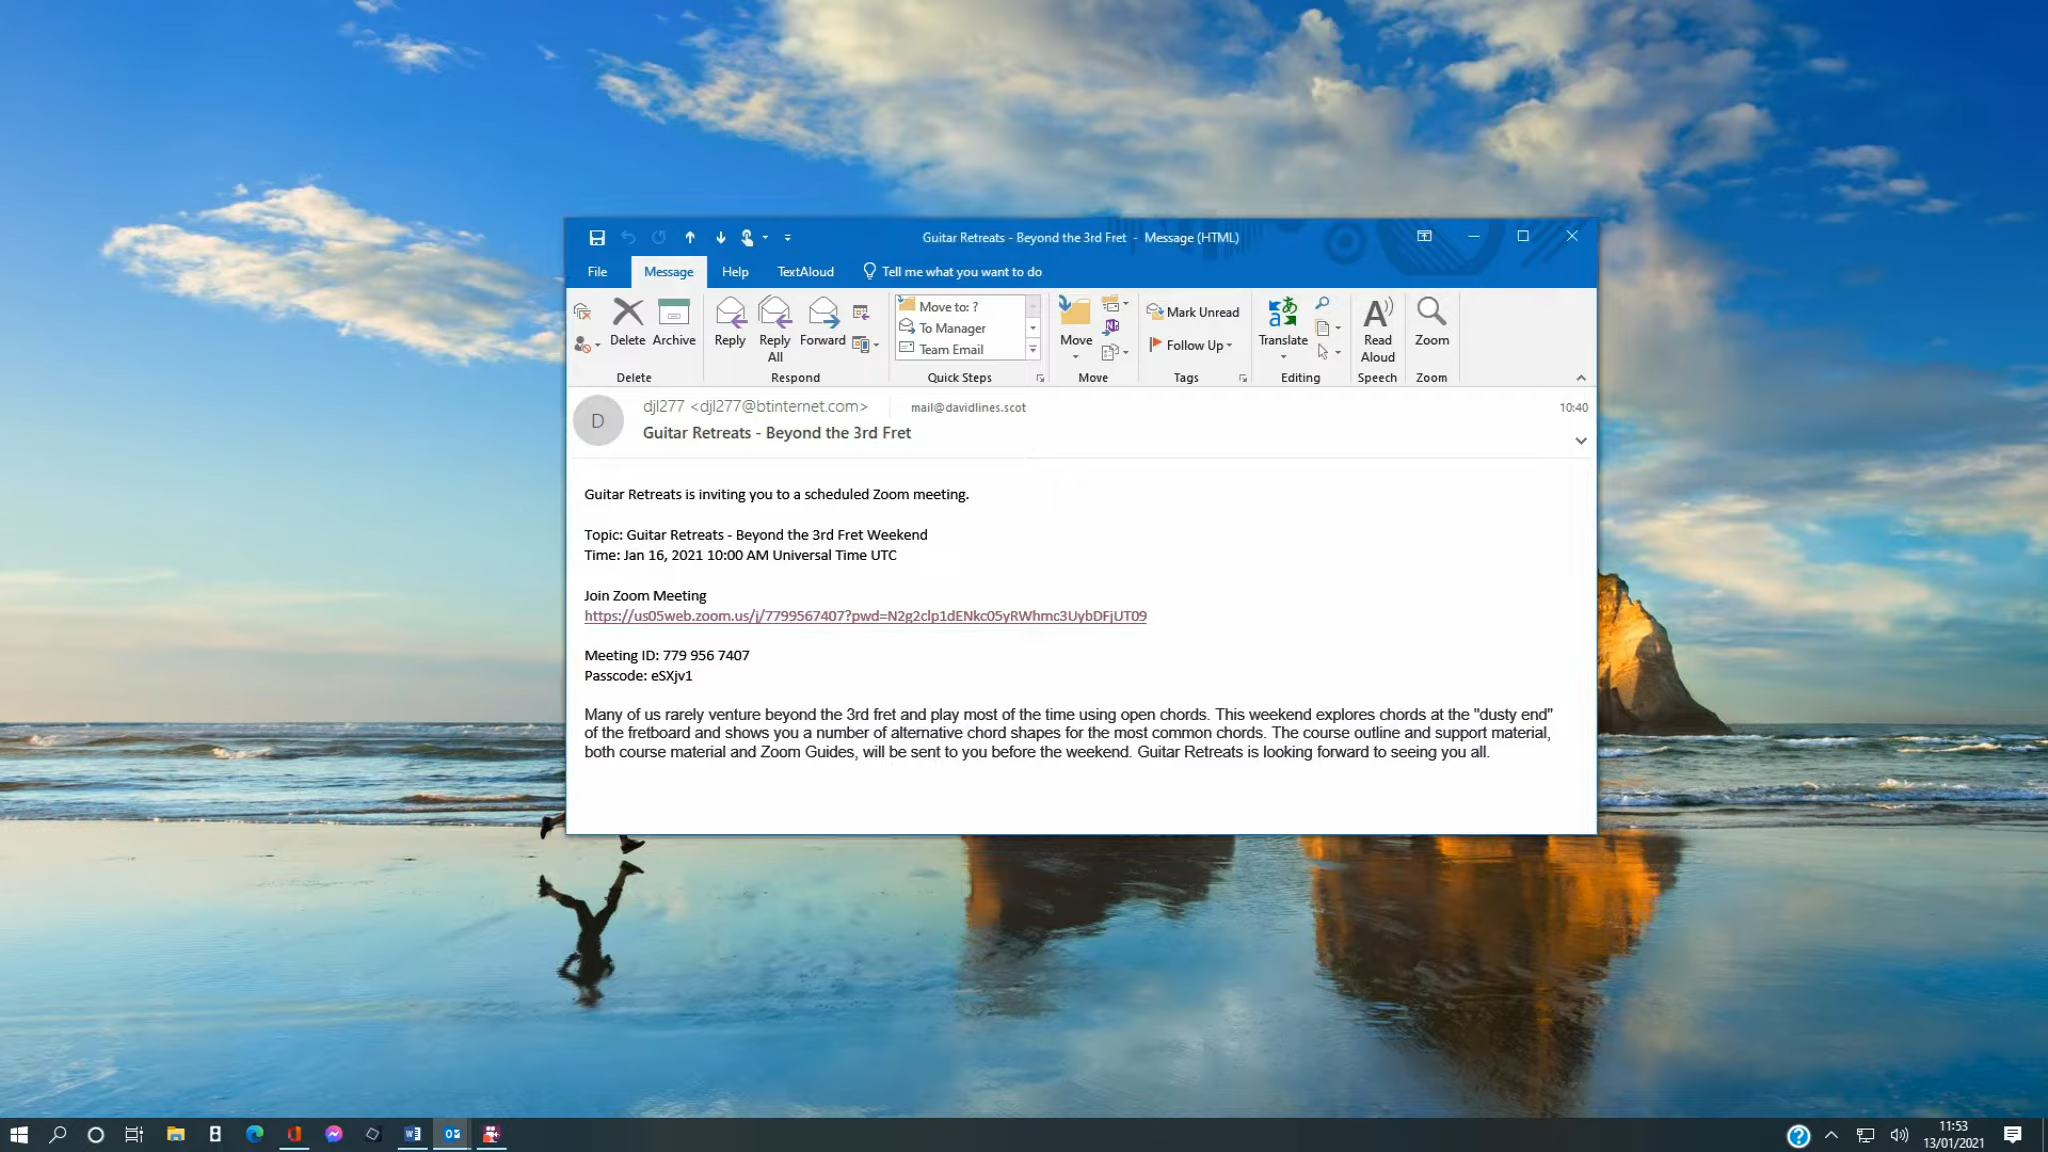 Guitar Retreats - Beyond the 3rd Fret - Message (HTML)
File Message Help TextAloud Tell me what you want to do
Delete Archive Reply Reply All Forward Move to: ? To Manager Team Email Move Mark Unread Follow Up Translate Read Aloud Zoom
Delete Respond Quick Steps Move Tags Editing Speech Zoom
D
djl277 <djl277@btinternet.com> mail@davidlines.scot 10:40
Guitar Retreats - Beyond the 3rd Fret
Guitar Retreats is inviting you to a scheduled Zoom meeting.
Topic: Guitar Retreats - Beyond the 3rd Fret Weekend
Time: Jan 16, 2021 10:00 AM Universal Time UTC
Join Zoom Meeting
https://us05web.zoom.us/j/7799567407?pwd=N2g2clp1dENkc05yRWhmc3UybDFjUT09
Meeting ID: 779 956 7407
Passcode: eSXjv1
Many of us rarely venture beyond the 3rd fret and play most of the time using open chords. This weekend explores chords at the "dusty end"
of the fretboard and shows you a number of alternative chord shapes for the most common chords. The course outline and support material,
both course material and Zoom Guides, will be sent to you before the weekend. Guitar Retreats is looking forward to seeing you all.
11:53
13/01/2021